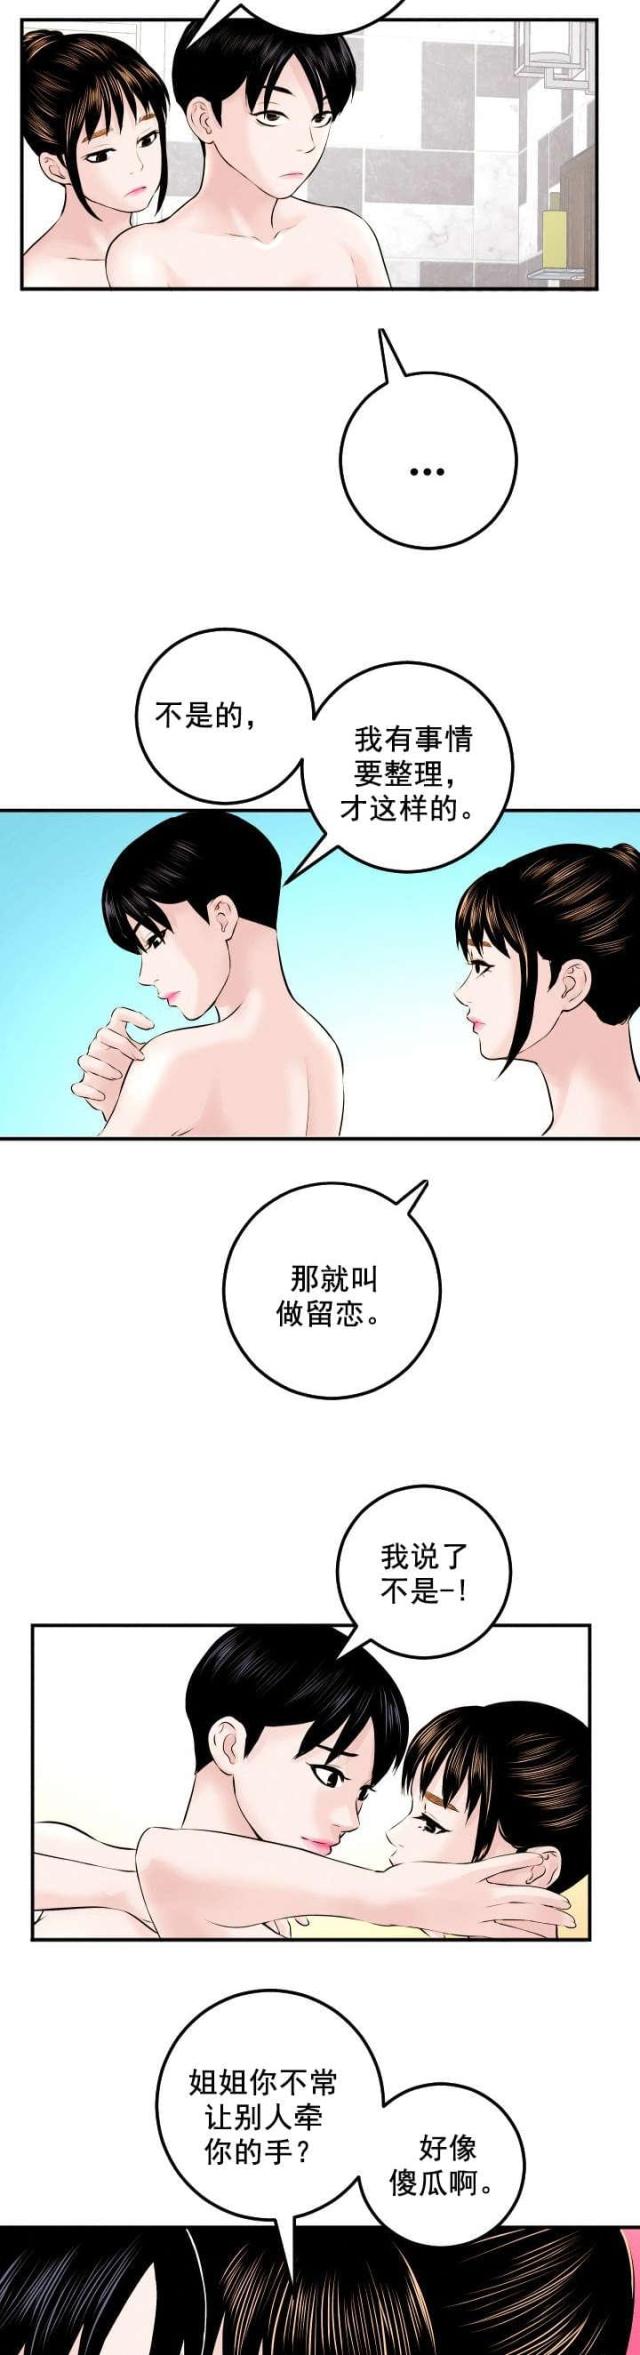 ...
不是的，
我有事情
要整理，
才这样的。
那就叫
做留恋。
我说了
不是-!
姐姐你不常
让别人牵
你的手？
好像
傻瓜啊。